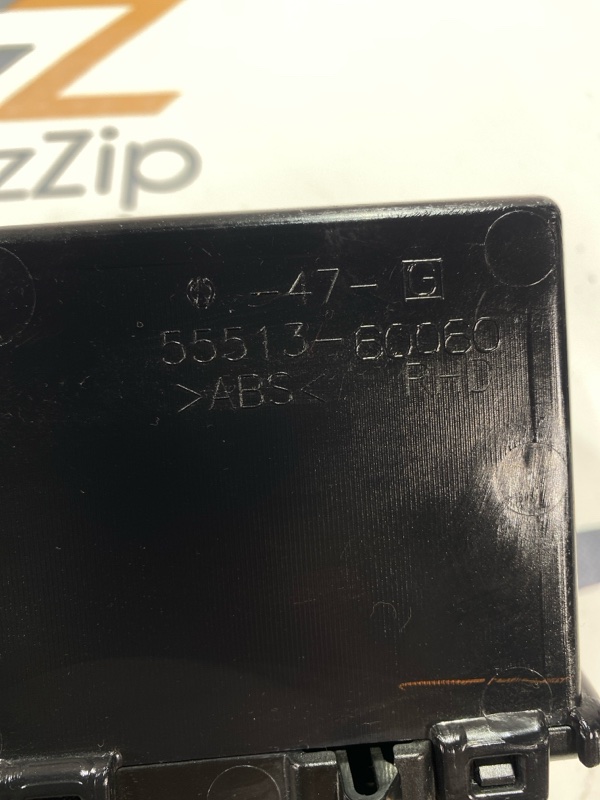 zZip
-47- G
55513-60060
>ABS< RHD